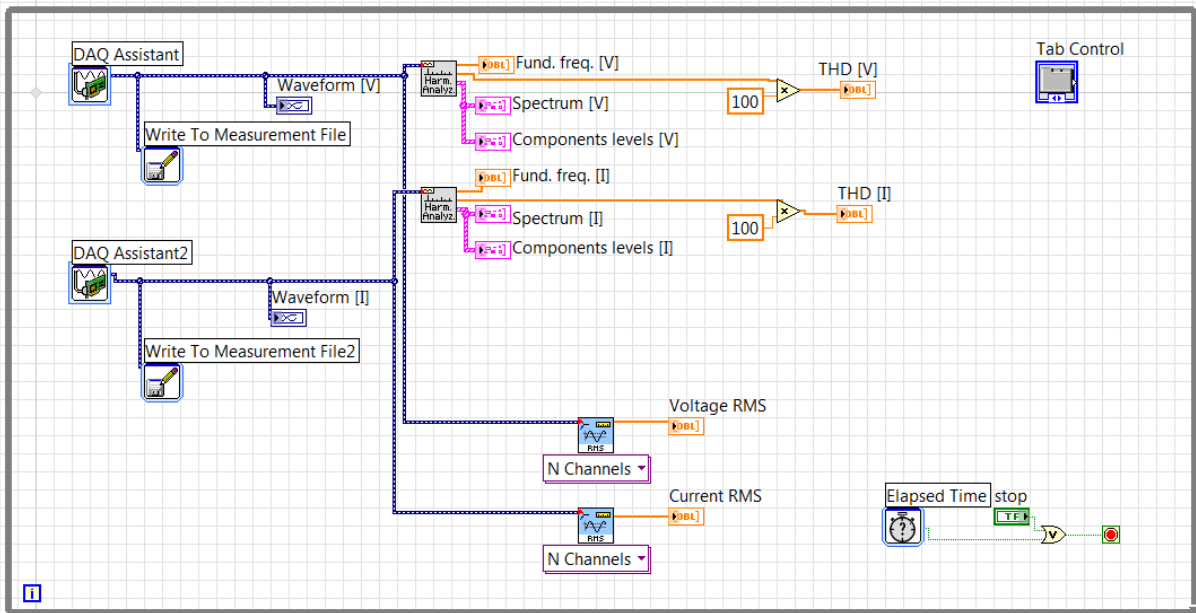 DAQ Assistant
Waveform [V]
Write To Measurement File
Harm.
Analyz.
DBL
Fund. freq. [V]
Spectrum [V]
Components levels [V]
100
x
THD [V]
DBL
Tab Control
DBL
Fund. freq. [I]
Harm.
Analyz.
Spectrum [I]
Components levels [I]
100
x
THD [I]
DBL
DAQ Assistant2
Waveform [I]
Write To Measurement File2
Voltage RMS
DBL
RMS
N Channels
Current RMS
DBL
RMS
N Channels
Elapsed Time
?
stop
TF
v
i